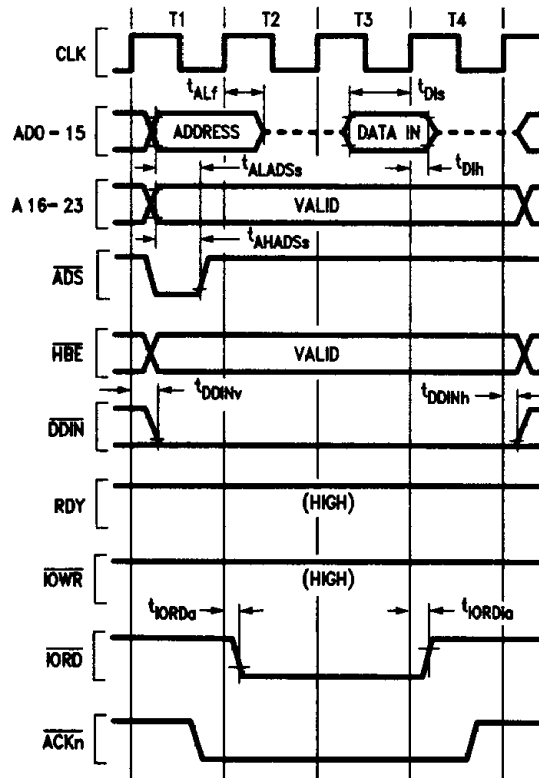 T1 T2 T3 T4
CLK
tALf tDIs
AD0-15 ADDRESS DATA IN
tALADSs tDIh
A16-23 VALID
tAHADSs
ADS
HBE VALID
tDDINv tDDINh
DDIN
RDY (HIGH)
IOWR (HIGH)
tIORDa tIORDia
IORD
ACKn